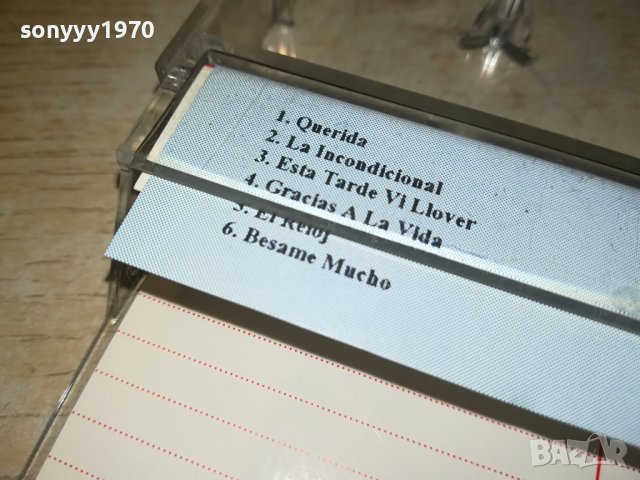 sonyyy1970
1. Querida
2. La Incondicional
3. Esta Tarde Vi Llover
4. Gracias A La Vida
5. El Reloj
6. Besame Mucho
BAZAR